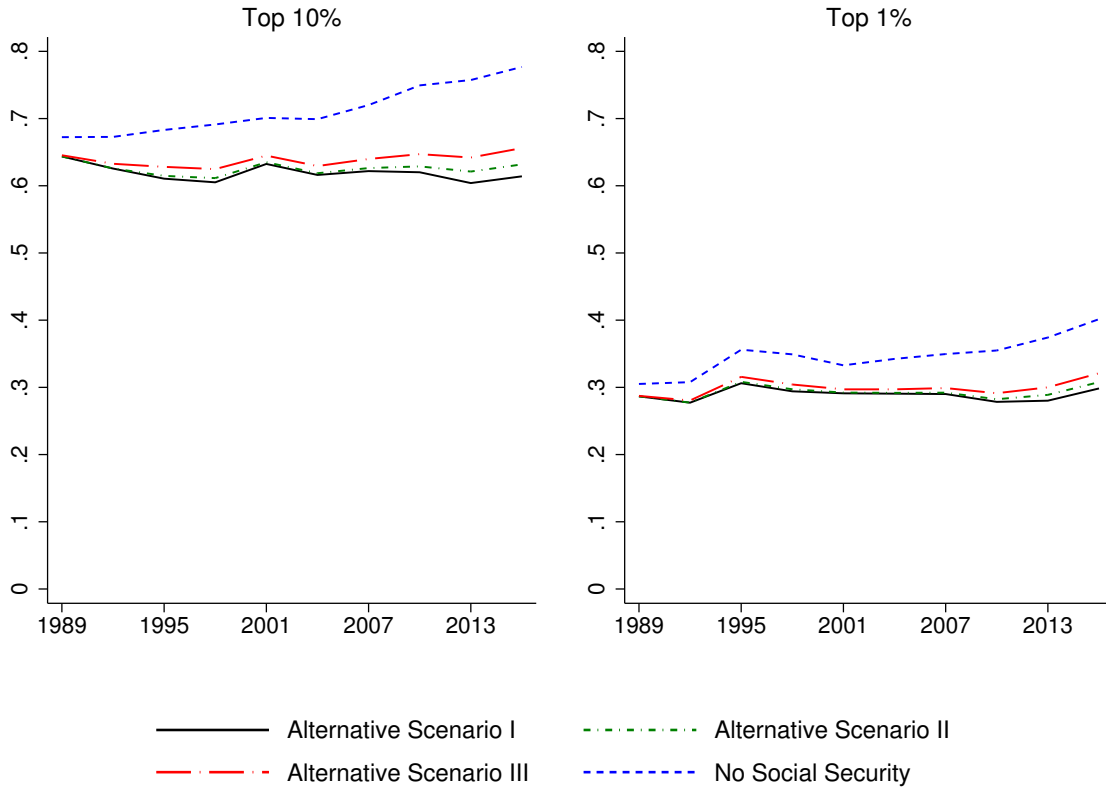 Top 10%
.8
.7
.6
.5
.4
.3
.2
.1
0
1989 1995 2001 2007 2013
Top 1%
.8
.7
.6
.5
.4
.3
.2
.1
0
1989 1995 2001 2007 2013
Alternative Scenario I
Alternative Scenario II
Alternative Scenario III
No Social Security